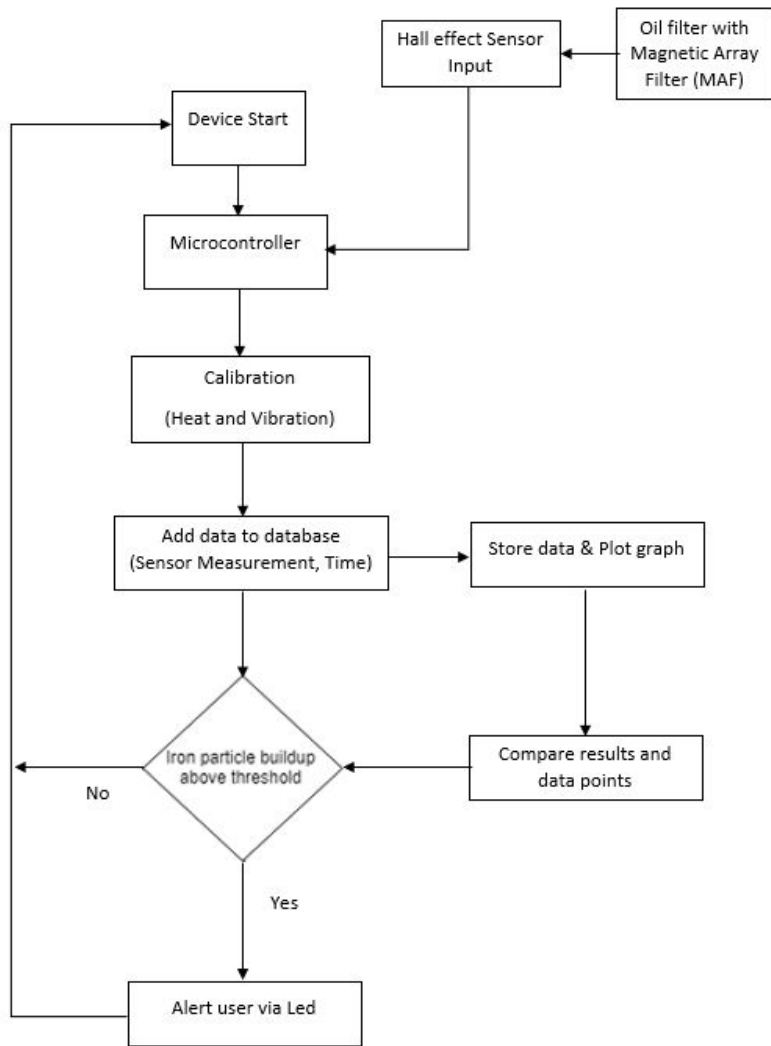 Hall effect Sensor
Input
Oil filter with
Magnetic Array
Filter (MAF)
Device Start
Microcontroller
Calibration
(Heat and Vibration)
Add data to database
(Sensor Measurement, Time)
Store data & Plot graph
Iron particle buildup
above threshold
Compare results and
data points
No
Yes
Alert user via Led